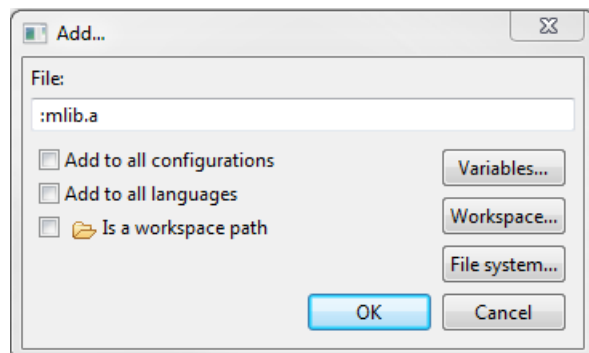 Add...
File:
:mlib.a
Add to all configurations
Variables...
Add to all languages
Workspace...
Is a workspace path
File system...
OK
Cancel